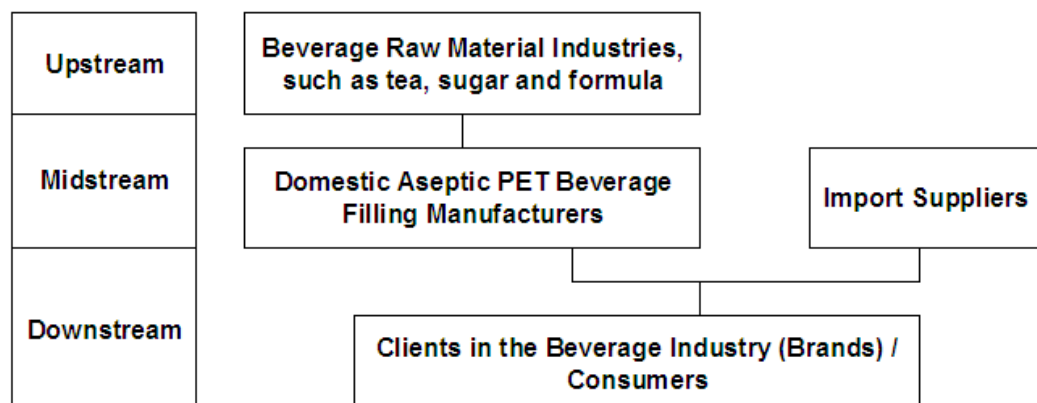 Upstream
Beverage Raw Material Industries,
such as tea, sugar and formula
Midstream
Domestic Aseptic PET Beverage
Filling Manufacturers
Import Suppliers
Downstream
Clients in the Beverage Industry (Brands) /
Consumers